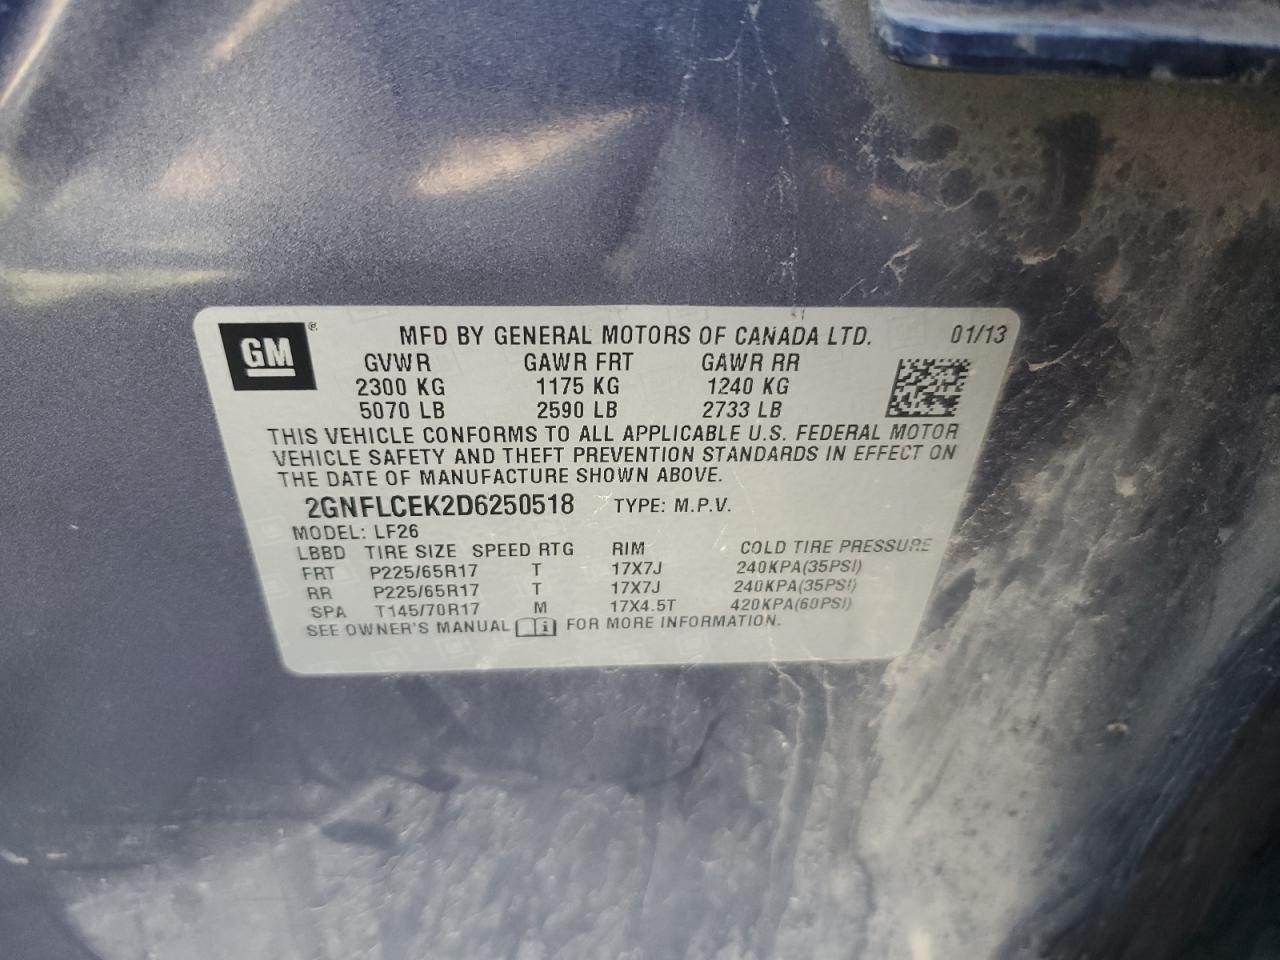 GM ® MFD BY GENERAL MOTORS OF CANADA LTD. 01/13
GVWR GAWR FRT GAWR RR
2300 KG 1175 KG 1240 KG
5070 LB 2590 LB 2733 LB
THIS VEHICLE CONFORMS TO ALL APPLICABLE U.S. FEDERAL MOTOR
VEHICLE SAFETY AND THEFT PREVENTION STANDARDS IN EFFECT ON
THE DATE OF MANUFACTURE SHOWN ABOVE.
2GNFLCEK2D6250518 TYPE: M.P.V.
MODEL: LF26
LBBD TIRE SIZE SPEED RTG RIM COLD TIRE PRESSURE
FRT P225/65R17 T 17X7J 240KPA(35PSI)
RR P225/65R17 T 17X7J 240KPA(35PSI)
SPA T145/70R17 M 17X4.5T 420KPA(60PSI)
SEE OWNER'S MANUAL i FOR MORE INFORMATION.